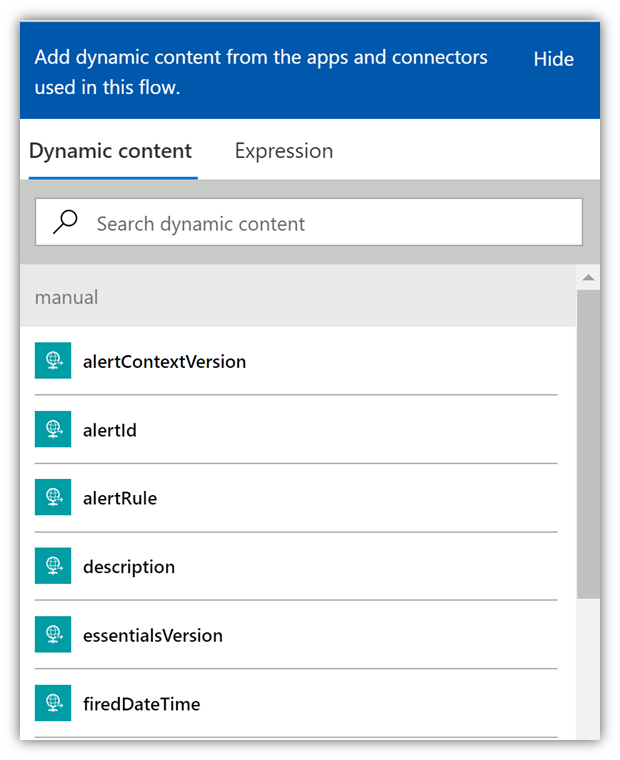 Add dynamic content from the apps and connectors
used in this flow.
Hide
Dynamic content
Expression
Search dynamic content
manual
alertContextVersion
alertId
alertRule
description
essentialsVersion
firedDateTime